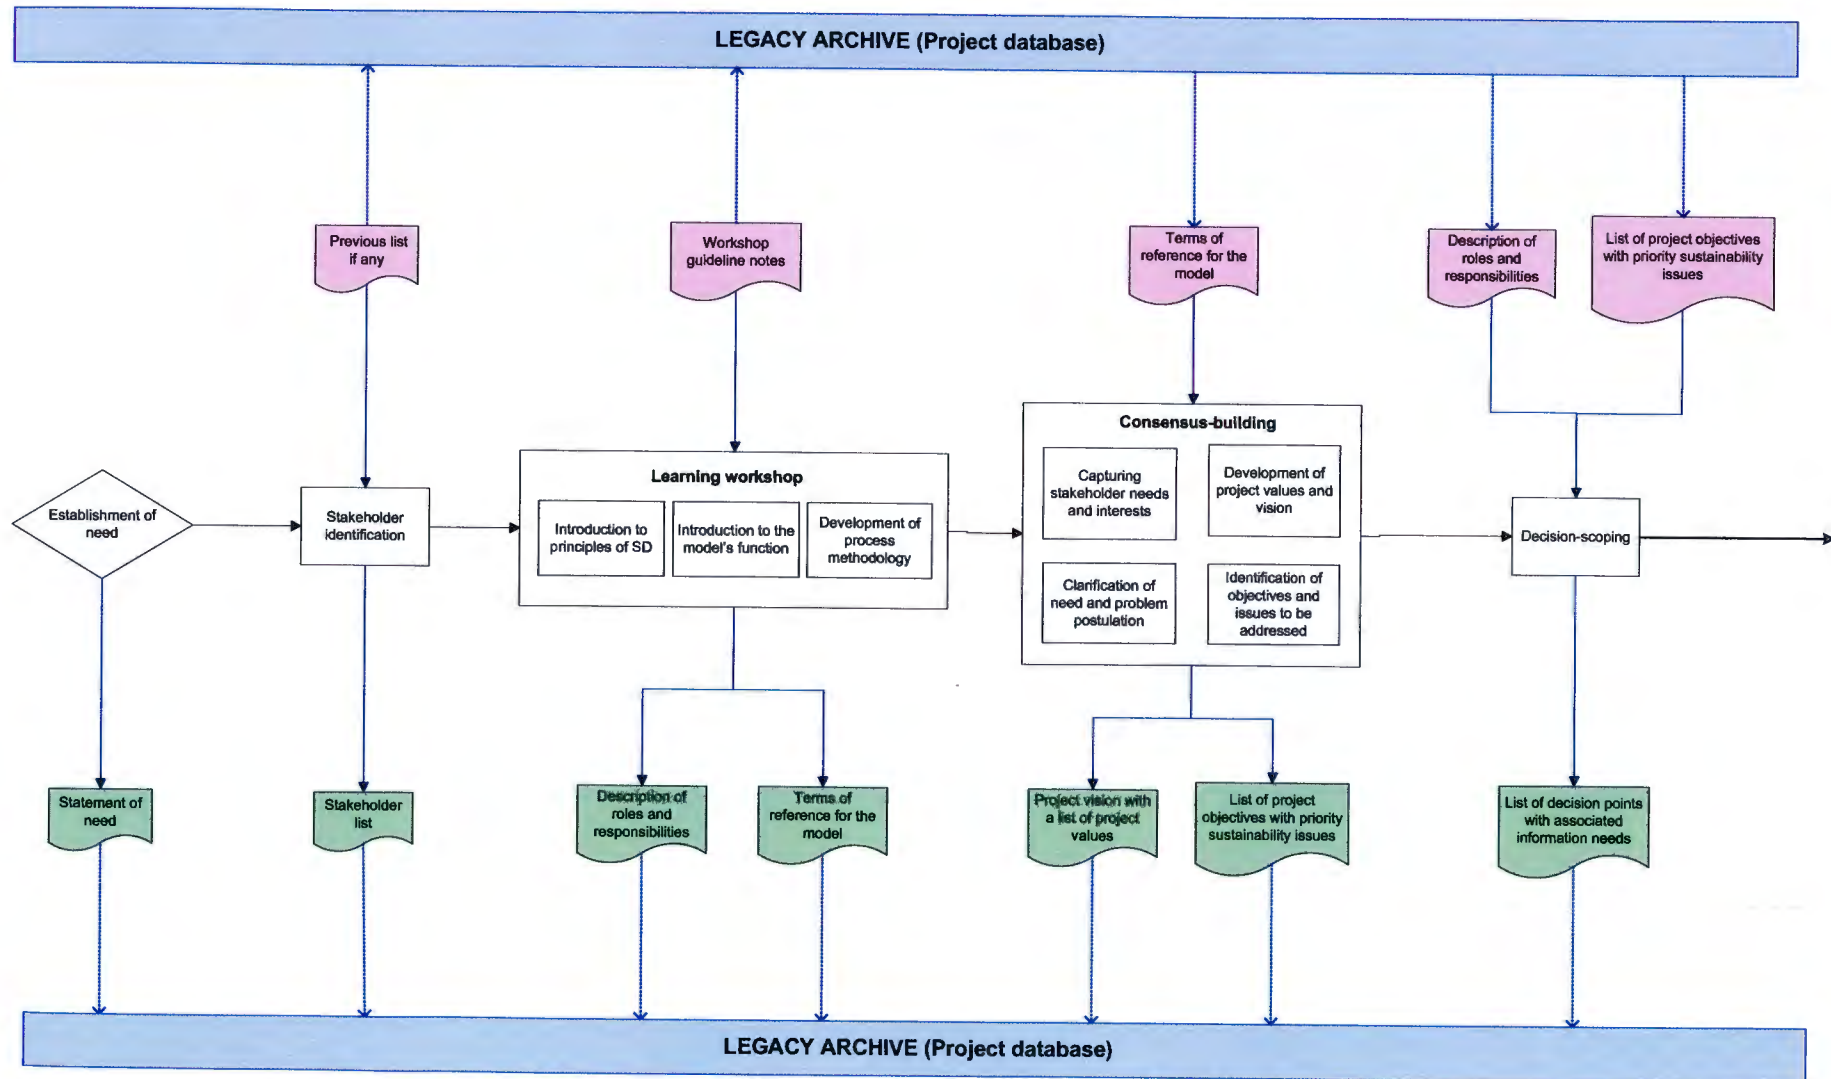 LEGACY ARCHIVE (Project database)
Previous list
if any
Workshop
guideline notes
Terms of
reference for the
model
Description of
roles and
responsibilities
List of project objectives
with priority sustainability
issues
Establishment of
need
Stakeholder
identification
Learning workshop
Introduction to
principles of SD
Introduction to the
model's function
Development of
process
methodology
Consensus-building
Capturing
stakeholder needs
and interests
Development of
project values and
vision
Clarification of
need and problem
postulation
Identification of
objectives and
issues to be
addressed
Decision-scoping
Statement of
need
Stakeholder
list
Description of
roles and
responsibilities
Terms of
reference for the
model
Project vision with
a list of project
values
List of project
objectives with priority
sustainability issues
List of decision points
with associated
information needs
LEGACY ARCHIVE (Project database)